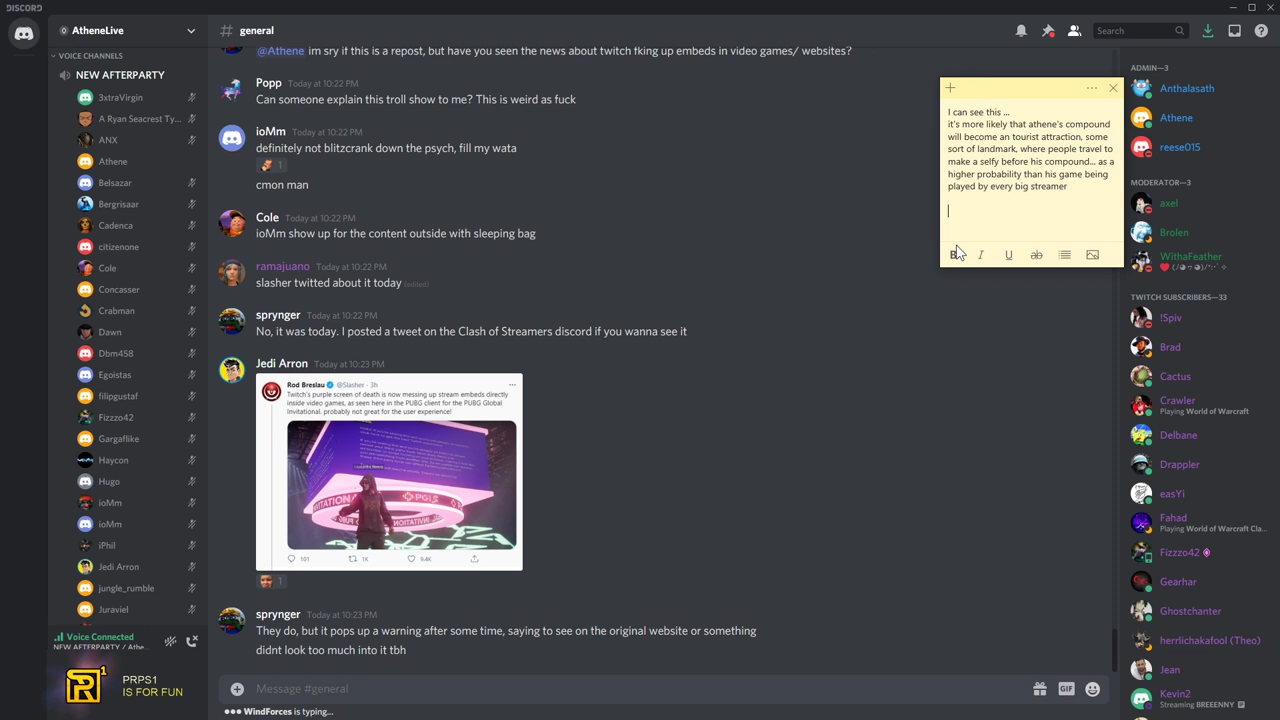 DISCORD
AtheneLive
# general
Search
VOICE CHANNELS
NEW AFTERPARTY
3xtraVirgin
A Ryan Seacrest Ty...
ANX
Athene
Belsazar
Bergrisaar
Cadenca
citizenone
Cole
Concasser
Crabman
Dawn
Dbm458
Egoistas
filipgustaf
Fizzzo42
Gargaflike
Haycon
Hugo
ioMm
ioMm
iPhil
Jedi Arron
jungle_rumble
Juraviel
Voice Connected
NEW AFTERPARTY / Athe...
PRPS1
IS FOR FUN
@Athene im sry if this is a repost, but have you seen the news about twitch fking up embeds in video games/ websites?
Popp Today at 10:22 PM
Can someone explain this troll show to me? This is weird as fuck
ioMm Today at 10:22 PM
definitely not blitzcrank down the psych, fill my wata
1
cmon man
Cole Today at 10:22 PM
ioMm show up for the content outside with sleeping bag
ramajuano Today at 10:22 PM
slasher twitted about it today (edited)
sprynger Today at 10:22 PM
No, it was today. I posted a tweet on the Clash of Streamers discord if you wanna see it
Jedi Arron Today at 10:23 PM
Rod Breslau @Slasher · 3h
Twitch's purple screen of death is now messing up stream embeds directly
inside video games, as seen here in the PUBG client for the PUBG Global
Invitational. probably not great for the user experience!
101 1K 9.4K
1
sprynger Today at 10:23 PM
They do, but it pops up a warning after some time, saying to see on the original website or something
didnt look too much into it tbh
Message #general
GIF
WindForces is typing...
I can see this ...
it's more likely that athene's compound
will become an tourist attraction, some
sort of landmark, where people travel to
make a selfy before his compound... as a
higher probability than his game being
played by every big streamer
B I U ab
ADMIN—3
Anthalasath
Athene
reese015
MODERATOR—3
axel
Brolen
WithaFeather
TWITCH SUBSCRIBERS—33
!Spiv
Brad
Cactus
Crawler
Playing World of Warcraft
Delbane
Drappler
easYi
Fahad
Playing World of Warcraft Cla...
Fizzzo42
Gearhar
Ghostchanter
herrlichakafool (Theo)
Jean
Kevin2
Streaming BREEENNY